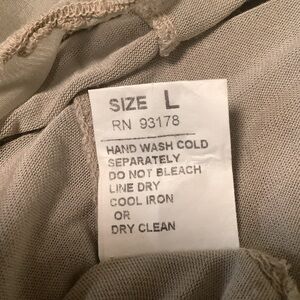 SIZE L
RN 93178
HAND WASH COLD
SEPARATELY
DO NOT BLEACH
LINE DRY
COOL IRON
OR
DRY CLEAN